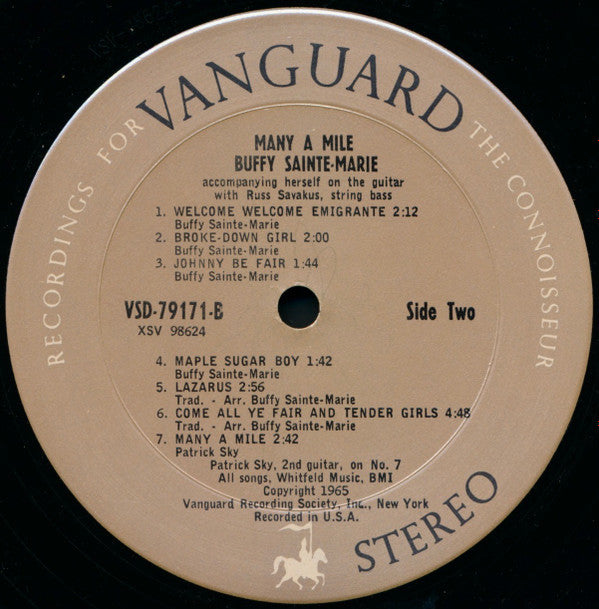 RECORDINGS FOR VANGUARD THE CONNOISSEUR
MANY A MILE
BUFFY SAINTE-MARIE
accompanying herself on the guitar
with Russ Savakus, string bass
1. WELCOME WELCOME EMIGRANTE 2:12
Buffy Sainte-Marie
2. BROKE-DOWN GIRL 2:00
Buffy Sainte-Marie
3. JOHNNY BE FAIR 1:44
Buffy Sainte-Marie
VSD-79171-B Side Two
XSV 98624
4. MAPLE SUGAR BOY 1:42
Buffy Sainte-Marie
5. LAZARUS 2:56
Trad. - Arr. Buffy Sainte-Marie
6. COME ALL YE FAIR AND TENDER GIRLS 4:48
Trad. - Arr. Buffy Sainte-Marie
7. MANY A MILE 2:42
Patrick Sky
Patrick Sky, 2nd guitar, on No. 7
All songs, Whitfeld Music, BMI
Copyright 1965
Vanguard Recording Society, Inc., New York
Recorded in U.S.A.
STEREO